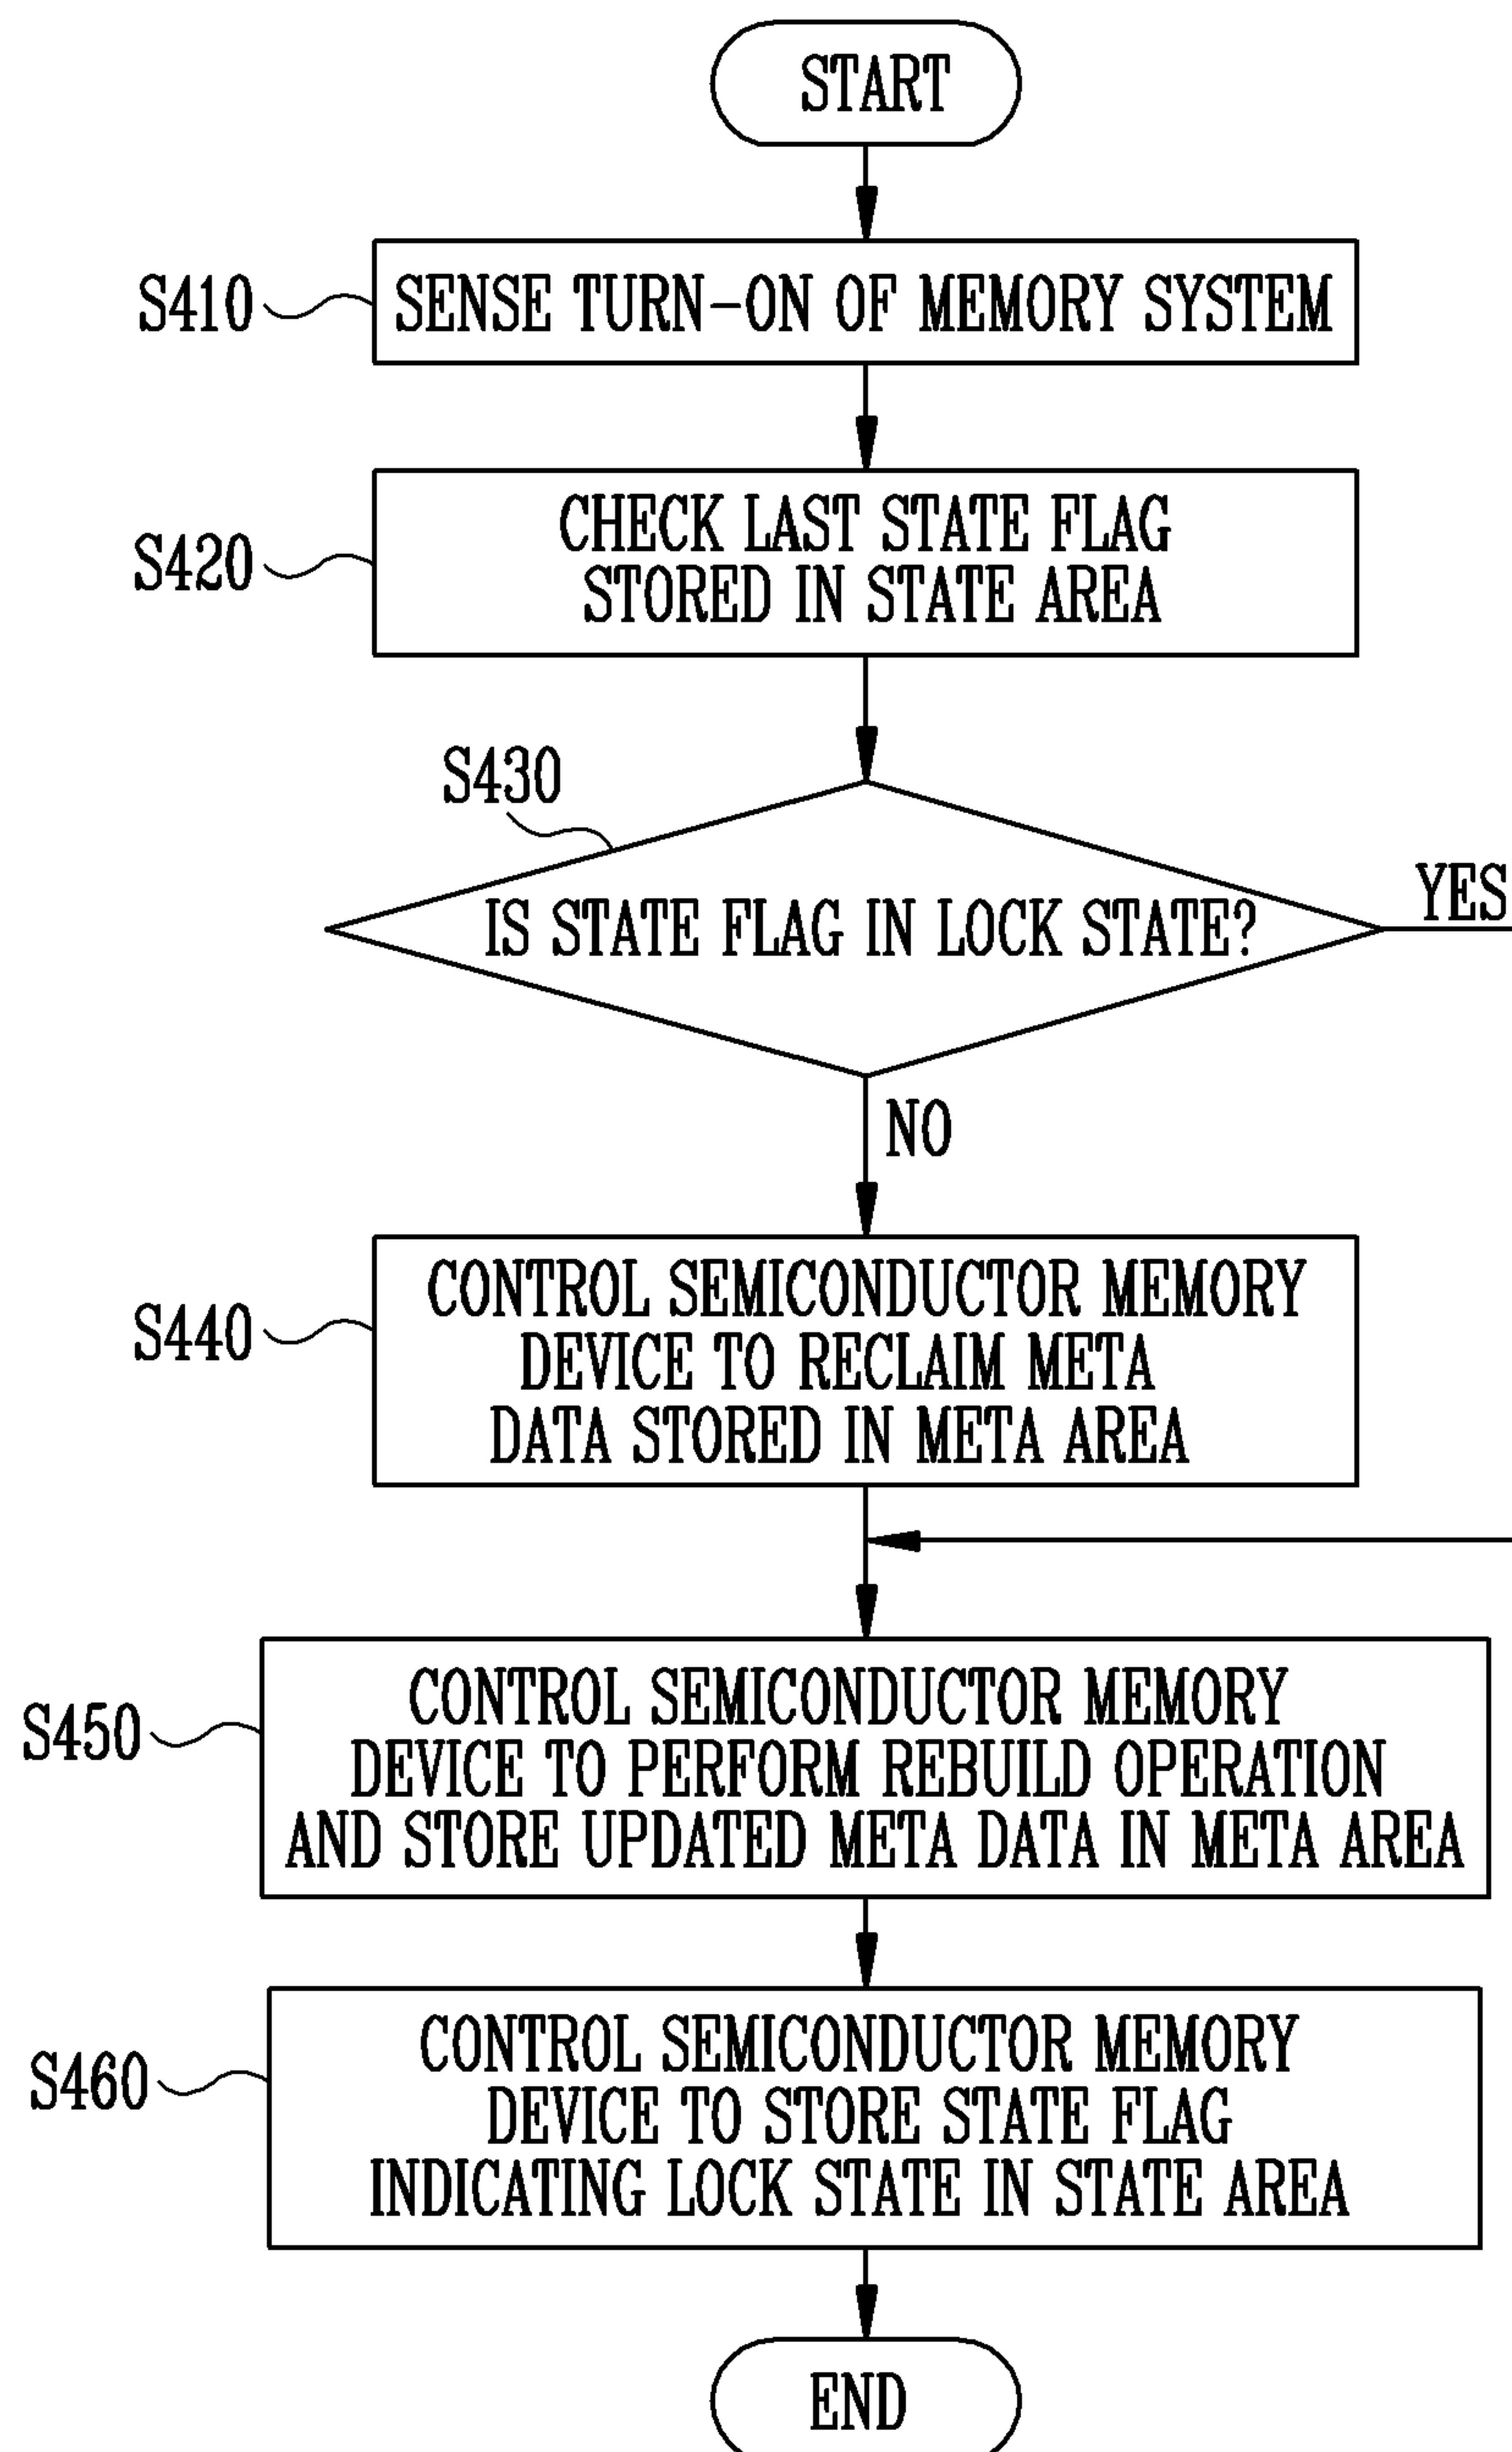 START
S410
SENSE TURN-ON OF MEMORY SYSTEM
S420
CHECK LAST STATE FLAG
STORED IN STATE AREA
S430
IS STATE FLAG IN LOCK STATE?
YES
NO
S440
CONTROL SEMICONDUCTOR MEMORY
DEVICE TO RECLAIM META
DATA STORED IN META AREA
S450
CONTROL SEMICONDUCTOR MEMORY
DEVICE TO PERFORM REBUILD OPERATION
AND STORE UPDATED META DATA IN META AREA
S460
CONTROL SEMICONDUCTOR MEMORY
DEVICE TO STORE STATE FLAG
INDICATING LOCK STATE IN STATE AREA
END